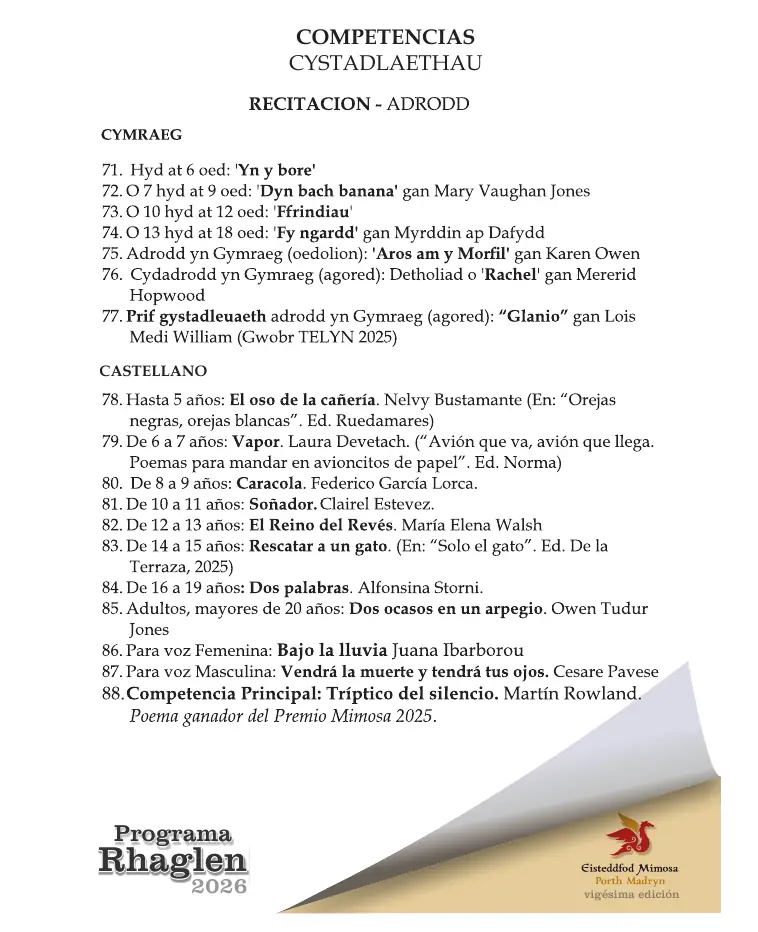 COMPETENCIAS
CYSTADLAETHAU
RECITACION - ADRODD
CYMRAEG
71. Hyd at 6 oed: 'Yn y bore'
72. O 7 hyd at 9 oed: 'Dyn bach banana' gan Mary Vaughan Jones
73. O 10 hyd at 12 oed: 'Ffrindiau'
74. O 13 hyd at 18 oed: 'Fy ngardd' gan Myrddin ap Dafydd
75. Adrodd yn Gymraeg (oedolion): 'Aros am y Morfil' gan Karen Owen
76. Cydadrodd yn Gymraeg (agored): Detholiad o 'Rachel' gan Mererid
Hopwood
77. Prif gystadleuaeth adrodd yn Gymraeg (agored): “Glanio” gan Lois
Medi William (Gwobr TELYN 2025)
CASTELLANO
78. Hasta 5 años: El oso de la cañería. Nelvy Bustamante (En: “Orejas
negras, orejas blancas”. Ed. Ruedamares)
79. De 6 a 7 años: Vapor. Laura Devetach. (“Avión que va, avión que llega.
Poemas para mandar en avioncitos de papel”. Ed. Norma)
80. De 8 a 9 años: Caracola. Federico García Lorca.
81. De 10 a 11 años: Soñador. Clairel Estevez.
82. De 12 a 13 años: El Reino del Revés. María Elena Walsh
83. De 14 a 15 años: Rescatar a un gato. (En: “Solo el gato”. Ed. De la
Terraza, 2025)
84. De 16 a 19 años: Dos palabras. Alfonsina Storni.
85. Adultos, mayores de 20 años: Dos ocasos en un arpegio. Owen Tudur
Jones
86. Para voz Femenina: Bajo la lluvia Juana Ibarborou
87. Para voz Masculina: Vendrá la muerte y tendrá tus ojos. Cesare Pavese
88. Competencia Principal: Tríptico del silencio. Martín Rowland.
Poema ganador del Premio Mimosa 2025.
Programa
Rhaglen
2026
Eisteddfod Mimosa
Porth Madryn
vigésima edición